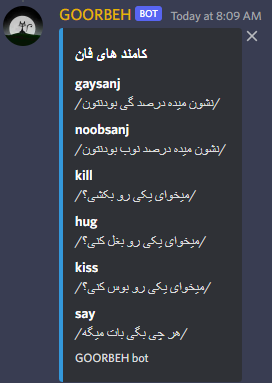 GOORBEH BOT Today at 8:09 AM
کامند های فان
gaysanj
/نشون میده درصد گی بودنتون/
noobsanj
/نشون میده درصد نوب بودنتون/
kill
/میخوای یکی رو بکشی؟/
hug
/میخوای یکی رو بغل کنی؟/
kiss
/میخوای یکی رو بوس کنی؟/
say
/هر چی بگی بات میگه/
GOORBEH bot